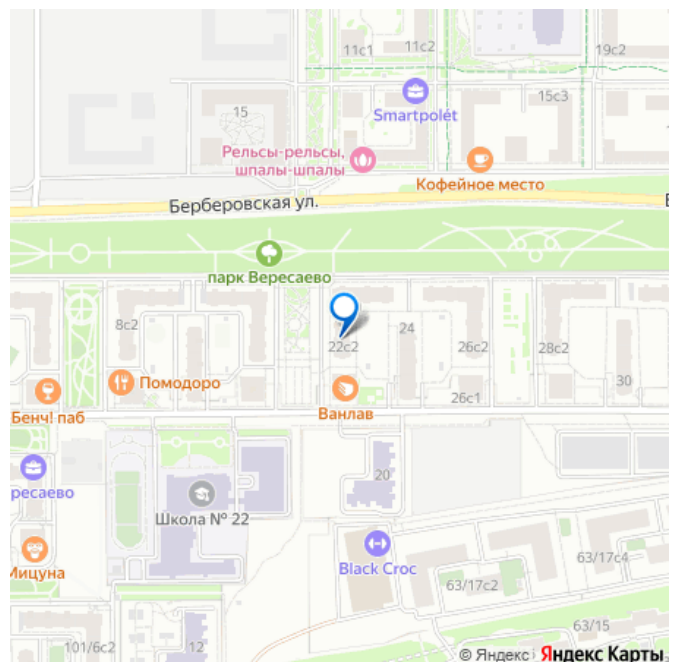 11с1
11с2
19с2
15
Smartpolét
15с3
Рельсы-рельсы,
шпалы-шпалы
Кофейное место
Берберовская ул.
парк Вересаево
8с2
22с2
24
26с2
28с2
30
Помодоро
Бенч! паб
Ванлав
26с1
20
ресаево
Школа № 22
Мицуна
Black Croc
63/17с2
63/17с4
63/15
101/6с2
12
© Яндекс
Яндекс Карты